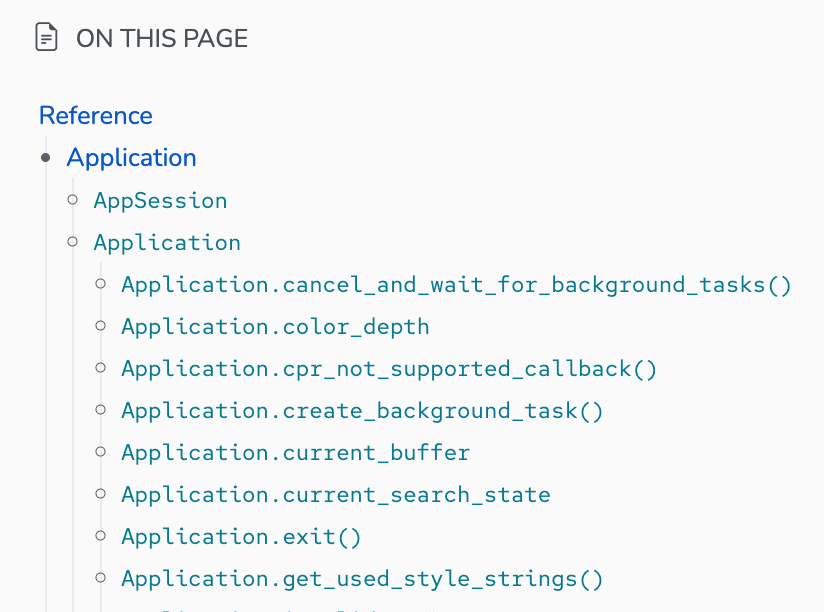 ON THIS PAGE
Reference
Application
AppSession
Application
Application.cancel_and_wait_for_background_tasks()
Application.color_depth
Application.cpr_not_supported_callback()
Application.create_background_task()
Application.current_buffer
Application.current_search_state
Application.exit()
Application.get_used_style_strings()